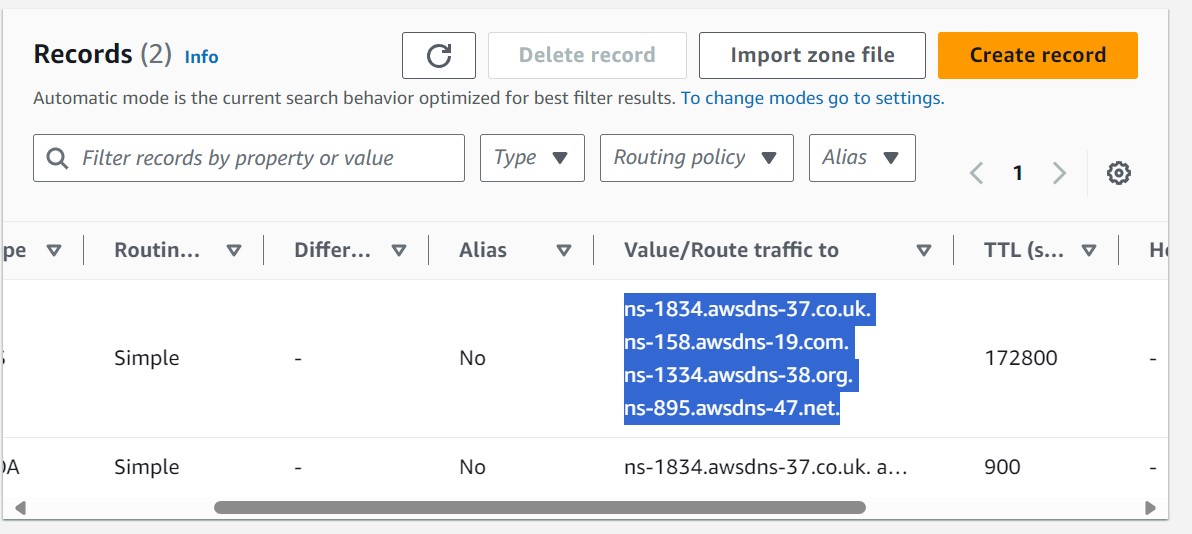 Records (2) Info
Delete record
Import zone file
Create record
Automatic mode is the current search behavior optimized for best filter results. To change modes go to settings.
Filter records by property or value
Type
Routing policy
Alias
1
Routin...
Differ...
Alias
Value/Route traffic to
TTL (s...
ns-1834.awsdns-37.co.uk.
ns-158.awsdns-19.com.
Simple - No ns-1334.awsdns-38.org. 172800 -
ns-895.awsdns-47.net.
Simple - No ns-1834.awsdns-37.co.uk. a... 900 -